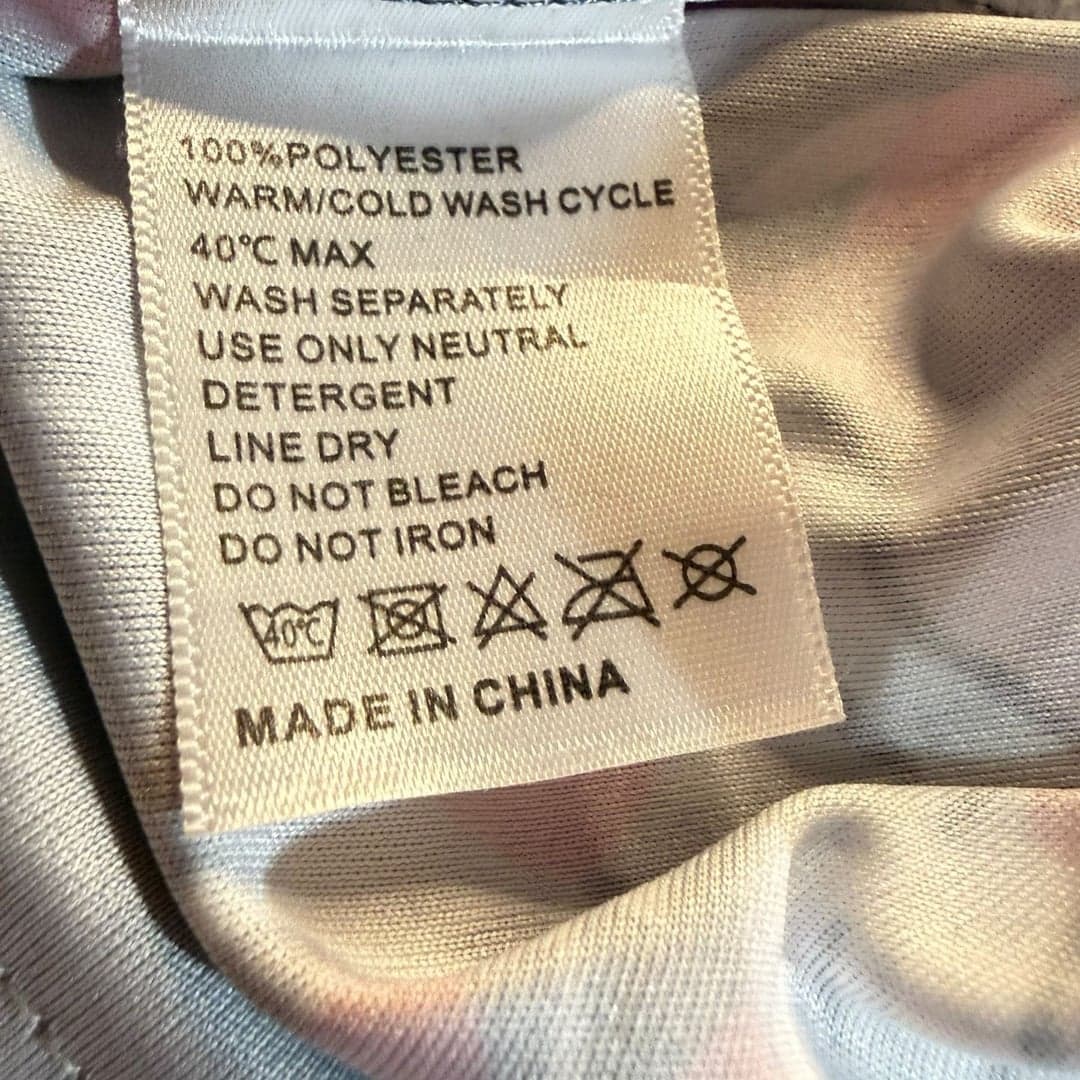 100%POLYESTER
WARM/COLD WASH CYCLE
40°C MAX
WASH SEPARATELY
USE ONLY NEUTRAL
DETERGENT
LINE DRY
DO NOT BLEACH
DO NOT IRON
40°C
MADE IN CHINA